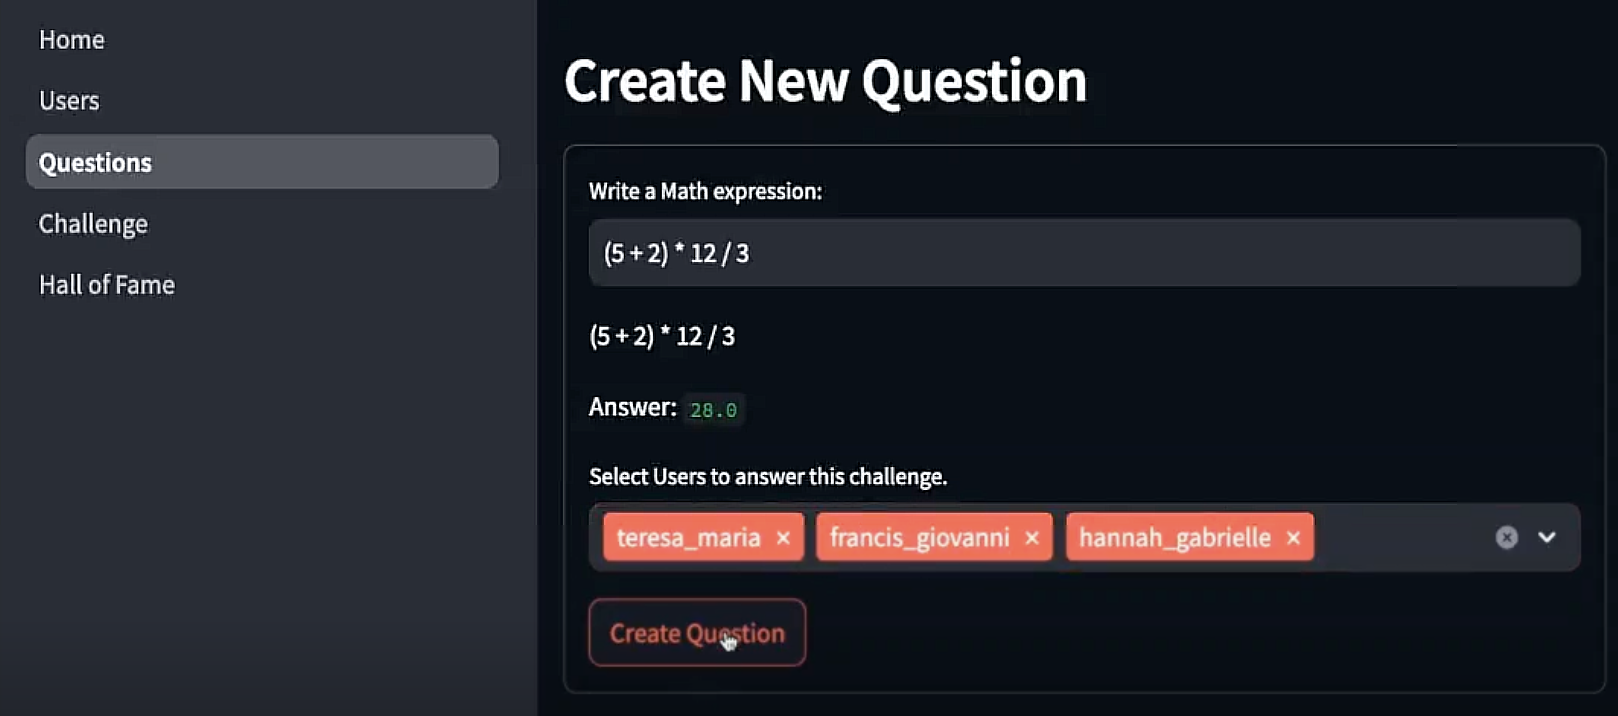 Home
Users
Questions
Challenge
Hall of Fame
Create New Question
Write a Math expression:
(5 + 2) * 12 / 3
(5 + 2) * 12 / 3
Answer: 28.0
Select Users to answer this challenge.
teresa_maria × francis_giovanni × hannah_gabrielle ×
Create Question